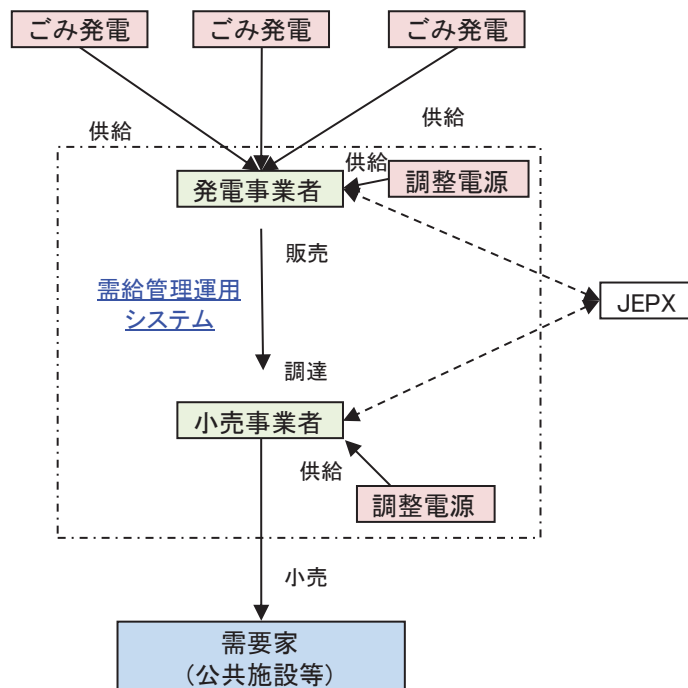 ごみ発電
ごみ発電
ごみ発電
供給
供給
供給
発電事業者
調整電源
販売
需給管理運用
システム
JEPX
調達
小売事業者
供給
調整電源
小売
需要家
（公共施設等）